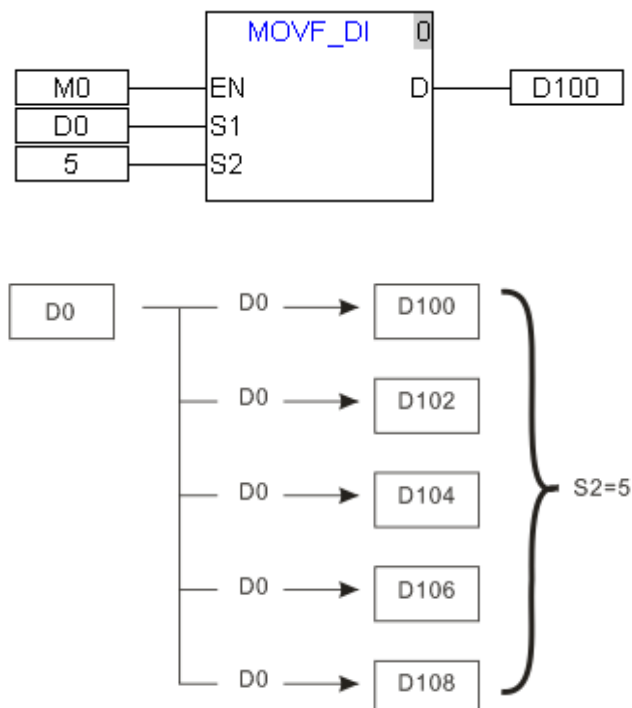 MOVF_DI 0
M0 EN D D100
D0 S1
5 S2
D0 D0 D100
D0 D102
D0 D104 S2=5
D0 D106
D0 D108